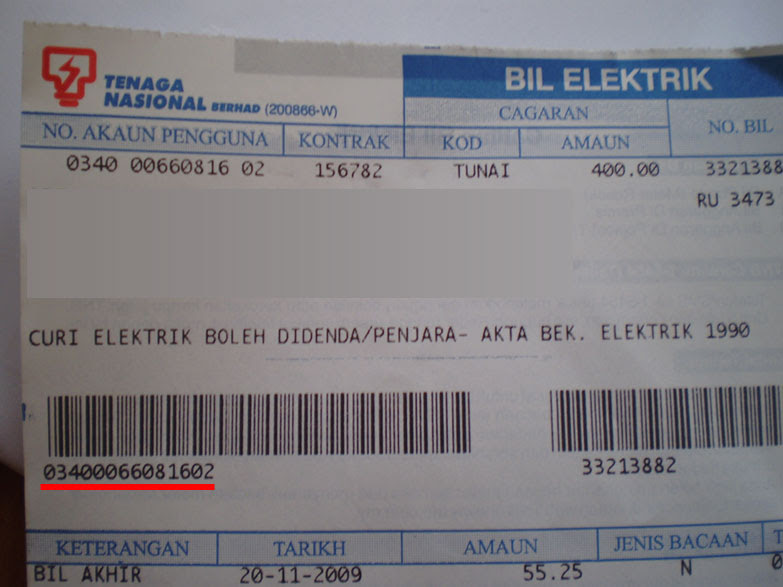 TENAGA
NASIONAL BERHAD (200866-W)
BIL ELEKTRIK
CAGARAN
NO. AKAUN PENGGUNA KONTRAK KOD AMAUN NO. BIL
0340 00660816 02 156782 TUNAI 400.00 3321388
RU 3473
CURI ELEKTRIK BOLEH DIDENDA/PENJARA- AKTA BEK. ELEKTRIK 1990
03400066081602 33213882
KETERANGAN TARIKH AMAUN JENIS BACAAN T
BIL AKHIR 20-11-2009 55.25 N